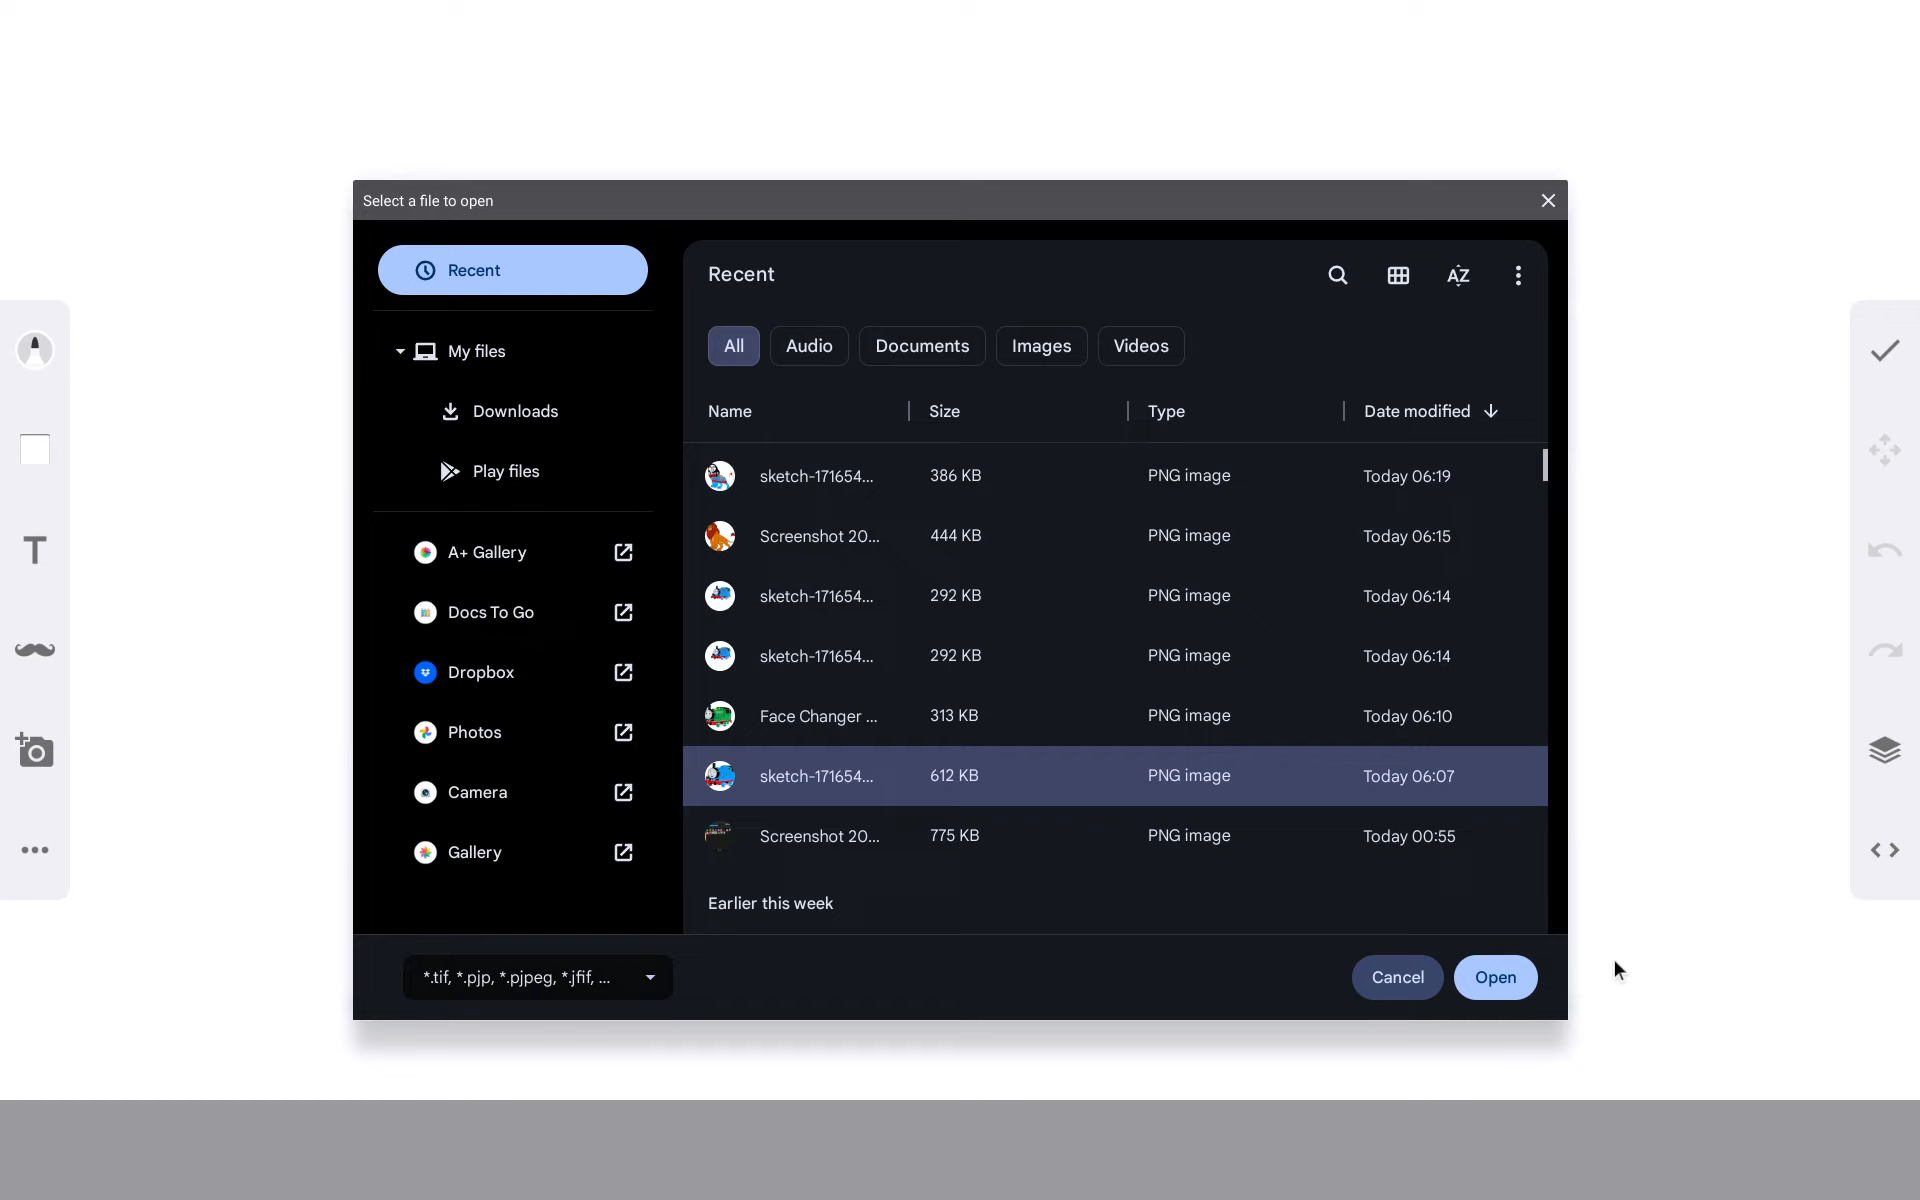 Select a file to open
Recent
My files
Downloads
Play files
A+ Gallery
Docs To Go
Dropbox
Photos
Camera
Gallery
Recent
AZ
All Audio Documents Images Videos
Name Size Type Date modified
sketch-171654... 386 KB PNG image Today 06:19
Screenshot 20... 444 KB PNG image Today 06:15
sketch-171654... 292 KB PNG image Today 06:14
sketch-171654... 292 KB PNG image Today 06:14
Face Changer ... 313 KB PNG image Today 06:10
sketch-171654... 612 KB PNG image Today 06:07
Screenshot 20... 775 KB PNG image Today 00:55
Earlier this week
*.tif, *.pjp, *.pjpeg, *.jfif, ...
Cancel Open
T